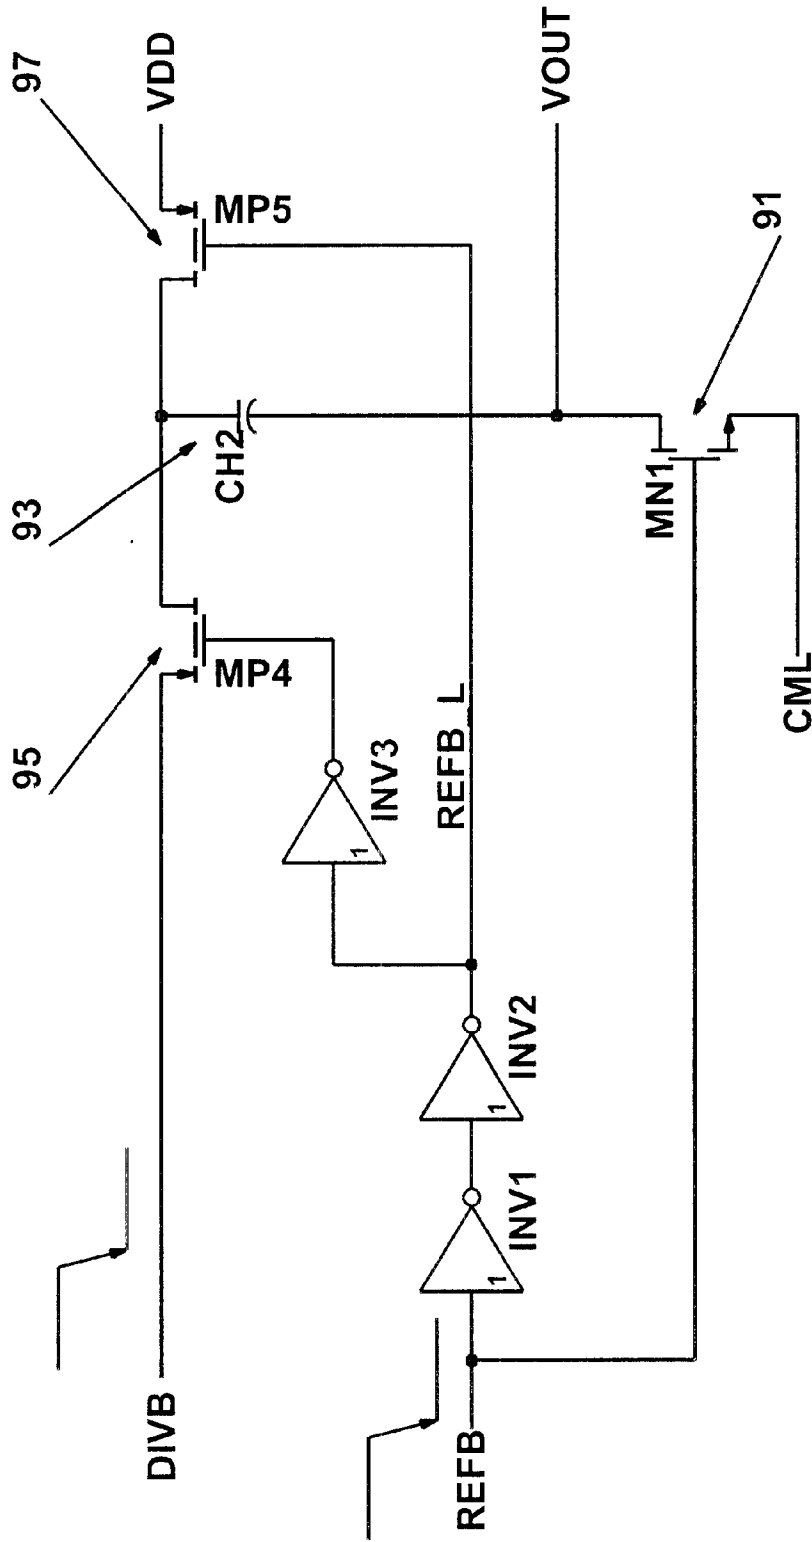 97
VDD
MP5
VOUT
91
93
CH2
MN1
95
MP4
CML
INV3
1
REFB_L
INV2
1
INV1
1
DIVB
REFB